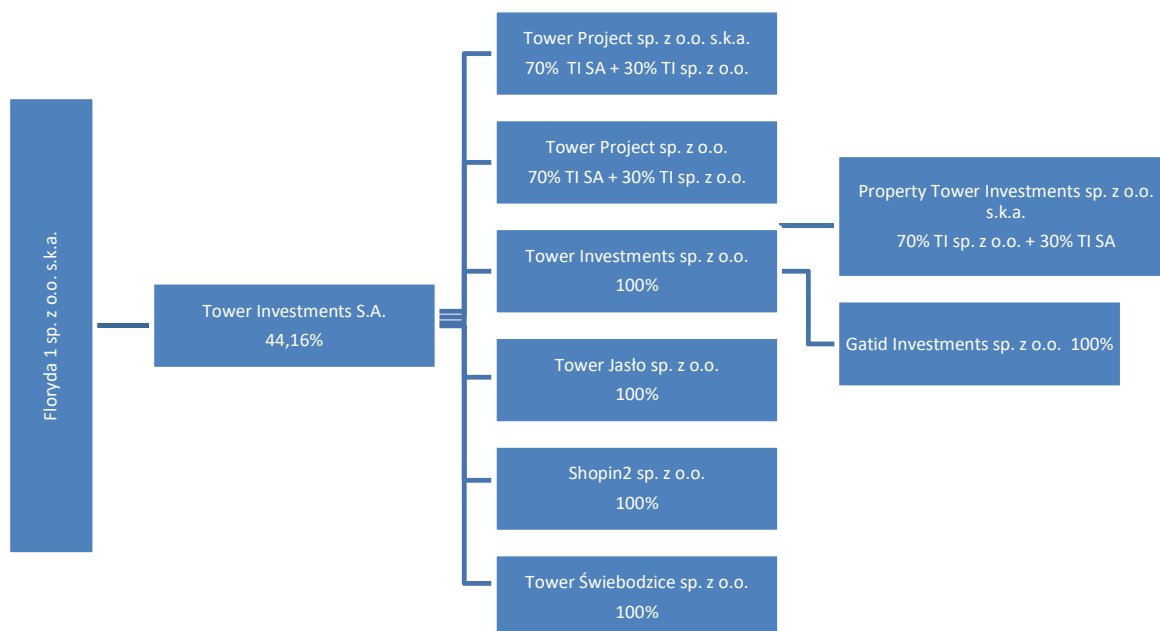 Floryda 1 sp. z o.o. s.k.a.
Tower Investments S.A.
44,16%
Tower Project sp. z o.o. s.k.a.
70% TI SA + 30% TI sp. z o.o.
Tower Project sp. z o.o.
70% TI SA + 30% TI sp. z o.o.
Tower Investments sp. z o.o.
100%
Tower Jasło sp. z o.o.
100%
Shopin2 sp. z o.o.
100%
Tower Świebodzice sp. z o.o.
100%
Property Tower Investments sp. z o.o.
s.k.a.
70% TI sp. z o.o. + 30% TI SA
Gatid Investments sp. z o.o. 100%